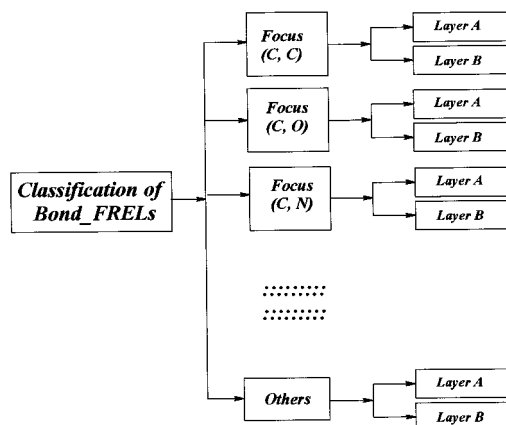 Classification of
Bond_FRELs
Focus
(C, C)
Layer A
Layer B
Focus
(C, O)
Layer A
Layer B
Focus
(C, N)
Layer A
Layer B
Others
Layer A
Layer B